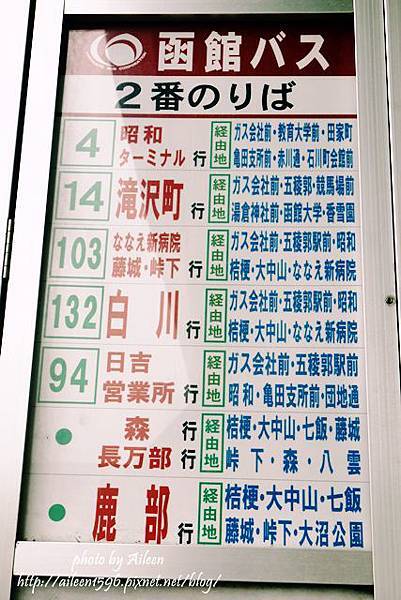 函館バス
2番のりば
4 昭和ターミナル 行 経由地 ガス会社前・教育大学前・田家町
亀田支所前・赤川通・石川町会館前
14 滝沢町 行 経由地 ガス会社前・五稜郭・競馬場前
湯倉神社前・函館大学・香雪園
103 ななえ新病院
藤城・峠下 行 経由地 ガス会社前・五稜郭駅前・昭和
桔梗・大中山・ななえ新病院
132 白川 行 経由地 ガス会社前・五稜郭駅前・昭和
桔梗・大中山・ななえ新病院
94 日吉営業所 行 経由地 ガス会社前・五稜郭駅前
昭和・亀田支所前・団地通
森 行
長万部 行 経由地 桔梗・大中山・七飯・藤城
峠下・森・八雲
鹿部 行 経由地 桔梗・大中山・七飯
藤城・峠下・大沼公園
photo by Aileen
http://aileen1596.pixnet.net/blog/